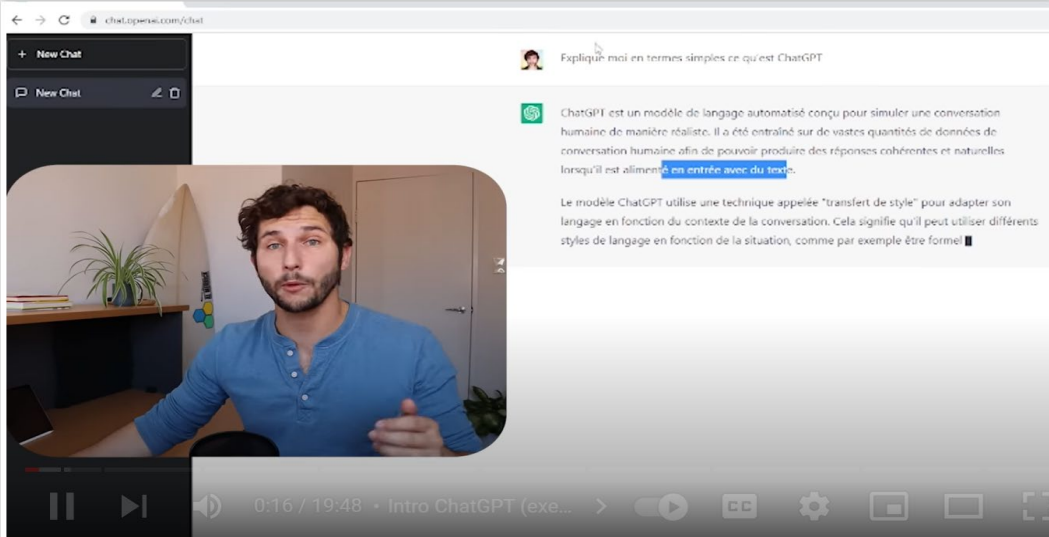 chat.openai.com/chat
+ New Chat
New Chat
Explique moi en termes simples ce qu'est ChatGPT
ChatGPT est un modèle de langage automatisé conçu pour simuler une conversation
humaine de manière réaliste. Il a été entraîné sur de vastes quantités de données de
conversation humaine afin de pouvoir produire des réponses cohérentes et naturelles
lorsqu'il est alimenté en entrée avec du texte.
Le modèle ChatGPT utilise une technique appelée "transfert de style" pour adapter son
langage en fonction du contexte de la conversation. Cela signifie qu'il peut utiliser différents
styles de langage en fonction de la situation, comme par exemple être formel
0:16 / 19:48 • Intro ChatGPT (exe...
CC